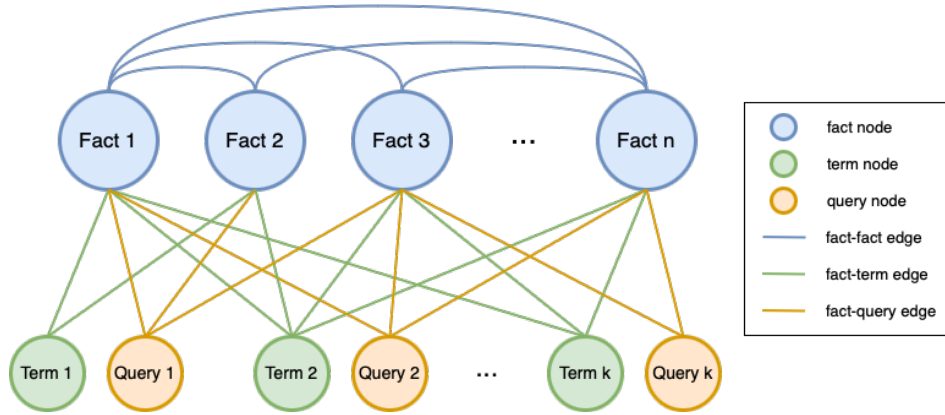 Fact 1
Fact 2
Fact 3
...
Fact n
Term 1
Query 1
Term 2
Query 2
...
Term k
Query k
fact node
term node
query node
fact-fact edge
fact-term edge
fact-query edge